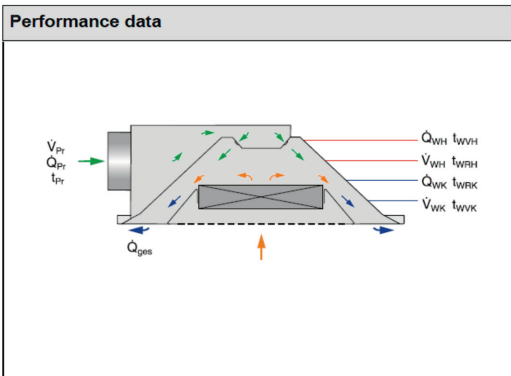 Performance data
V̇Pr
Q̇Pr
tPr
Q̇WH tWVH
V̇WH tWRH
Q̇WK tWRK
V̇WK tWVK
Q̇ges